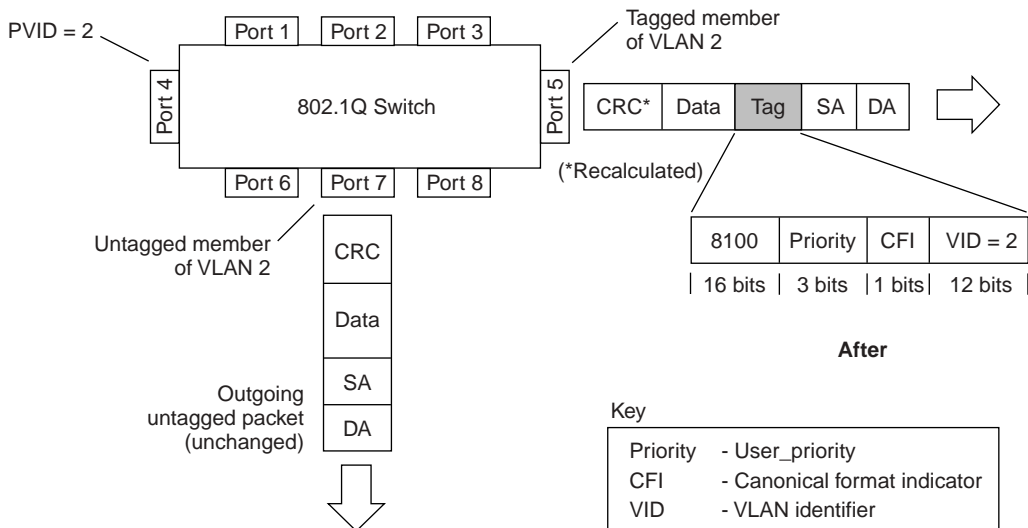 PVID = 2
Port 1
Port 2
Port 3
Tagged member
of VLAN 2
Port 4
802.1Q Switch
Port 5
CRC*
Data
Tag
SA
DA
(*Recalculated)
Port 6
Port 7
Port 8
Untagged member
of VLAN 2
CRC
Data
SA
DA
Outgoing
untagged packet
(unchanged)
8100
Priority
CFI
VID = 2
16 bits
3 bits
1 bits
12 bits
After
Key
Priority - User_priority
CFI - Canonical format indicator
VID - VLAN identifier